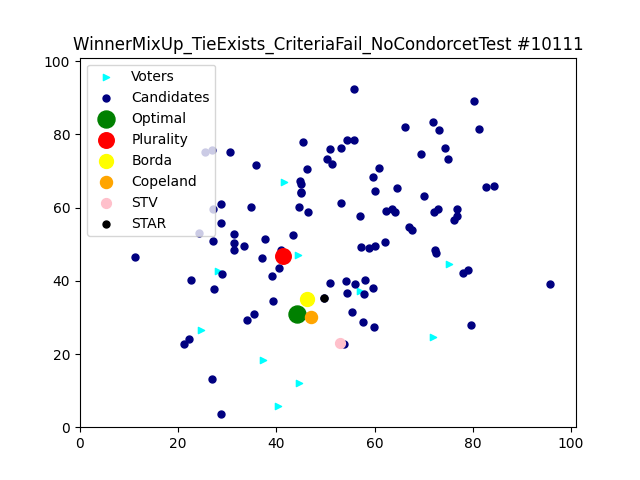 WinnerMixUp_TieExists_CriteriaFail_NoCondorcetTest #10111
Voters
Candidates
Optimal
Plurality
Borda
Copeland
STV
STAR
100
80
60
40
20
0
0 20 40 60 80 100